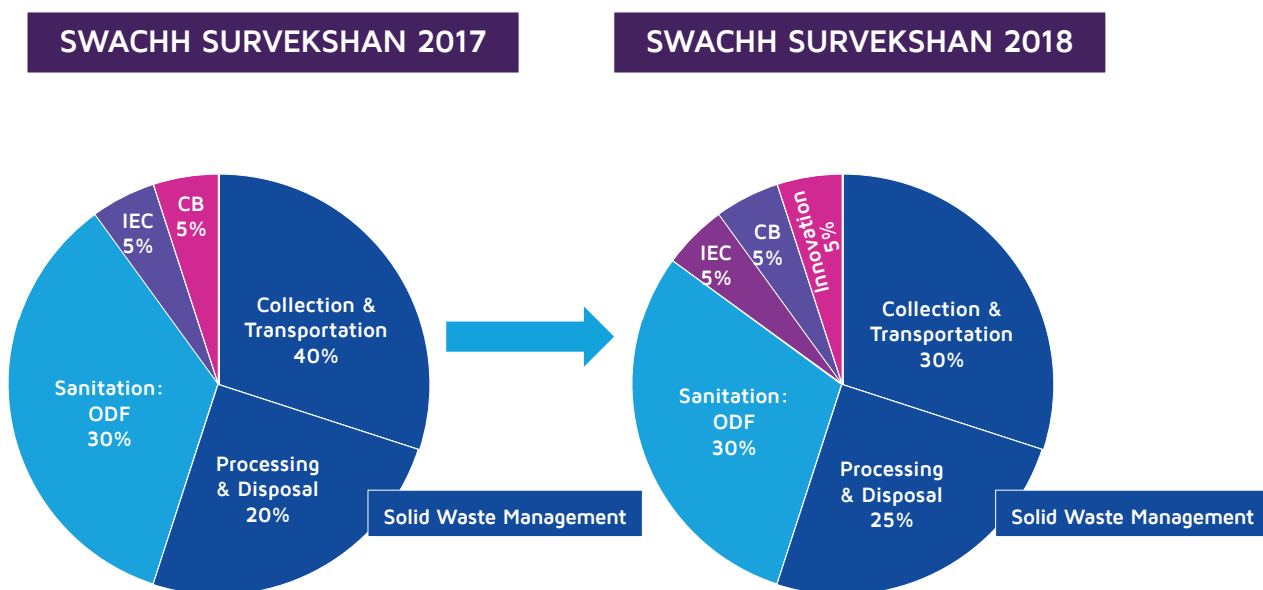 SWACHH SURVEKSHAN 2017
IEC
5%
CB
5%
Collection &
Transportation
40%
Sanitation:
ODF
30%
Processing
& Disposal
20%
Solid Waste Management
SWACHH SURVEKSHAN 2018
IEC
5%
CB
5%
Innovation
5%
Collection &
Transportation
30%
Sanitation:
ODF
30%
Processing
& Disposal
25%
Solid Waste Management